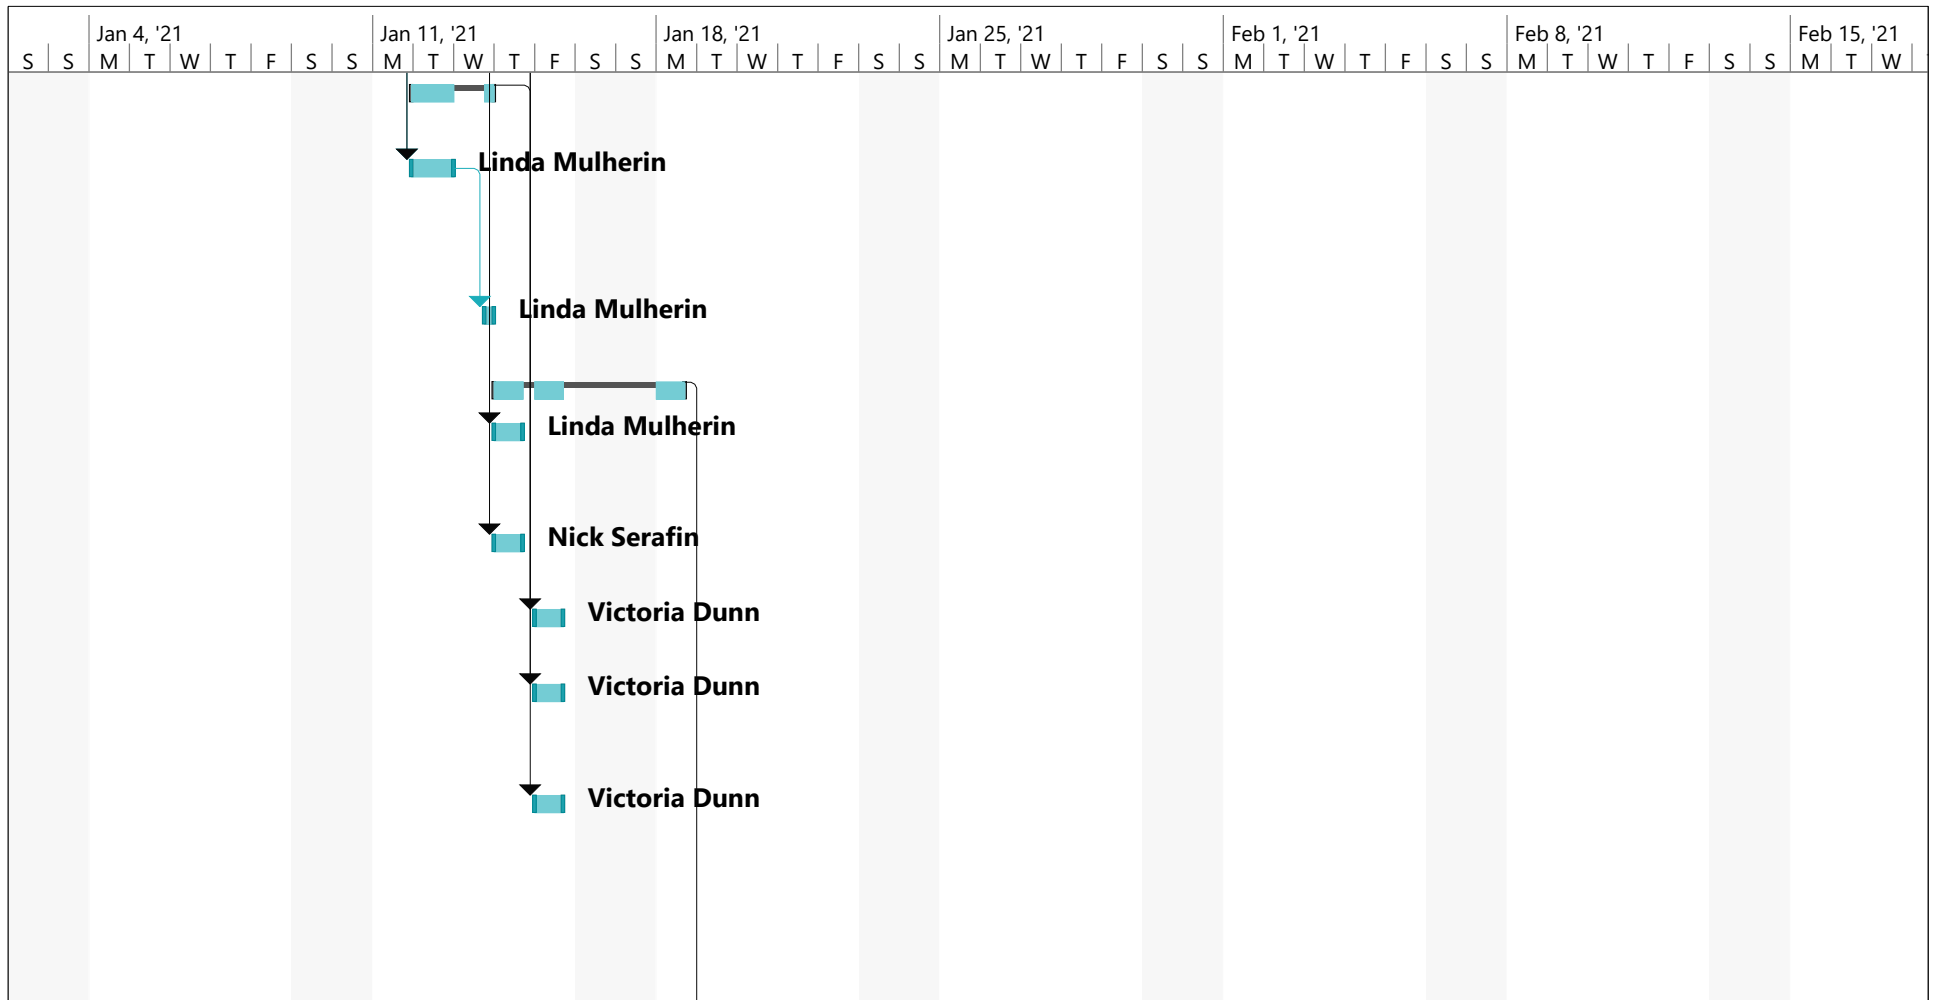 Jan 4, '21 Jan 11, '21 Jan 18, '21 Jan 25, '21 Feb 1, '21 Feb 8, '21 Feb 15, '21
S S M T W T F S S M T W T F S S M T W T F S S M T W T F S S M T W T F S S M T W T F S S M T W
Linda Mulherin
Linda Mulherin
Linda Mulherin
Nick Serafin
Victoria Dunn
Victoria Dunn
Victoria Dunn